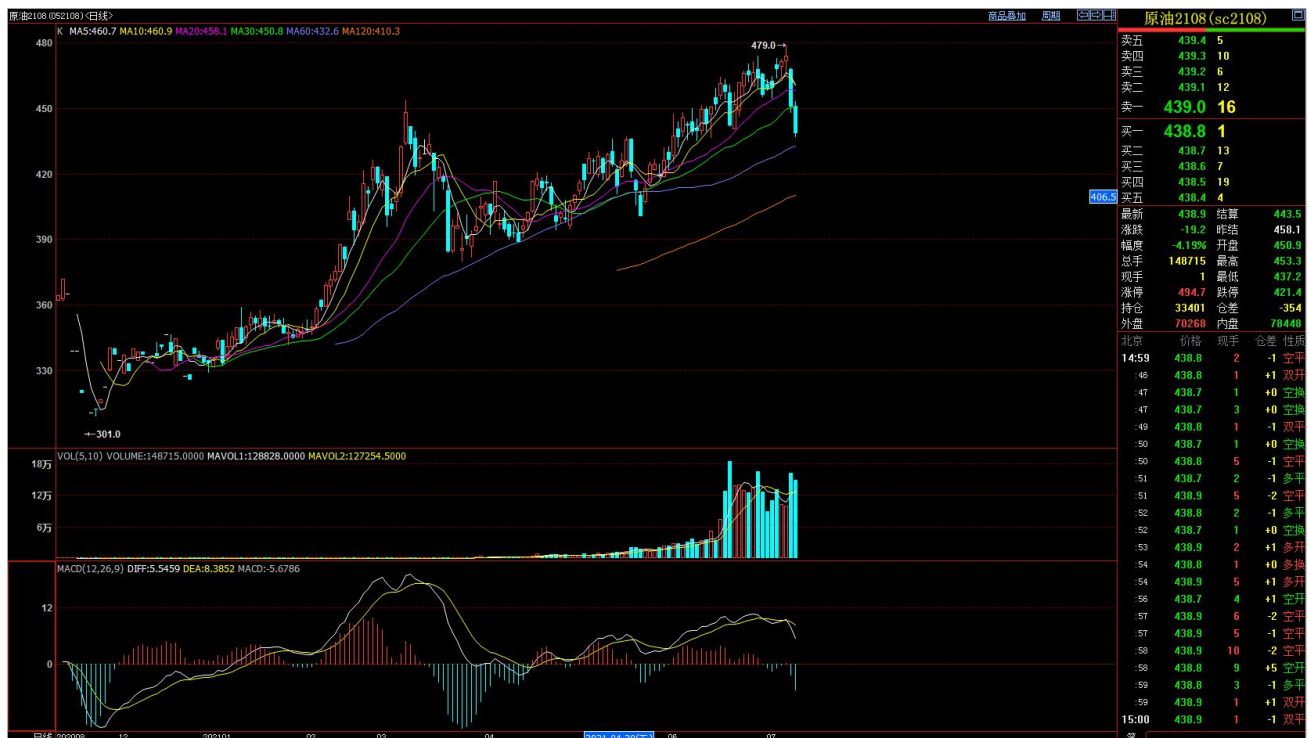 原油2108(052108)<日线>
商品叠加 周期
K MA5:460.7 MA10:460.9 MA20:458.1 MA30:450.8 MA60:432.6 MA120:410.3
480
479.0
450
420
406.5
390
360
330
301.0
VOL(5,10) VOLUME:148715.0000 MAVOL1:128828.0000 MAVOL2:127254.5000
18万
12万
6万
MACD(12,26,9) DIFF:5.5459 DEA:8.3852 MACD:-5.6786
12
0
日线 202008 12 202101 02 03 04 06 07
原油2108(sc2108)
卖五 439.4 5
卖四 439.3 10
卖三 439.2 6
卖二 439.1 12
卖一 439.0 16
买一 438.8 1
买二 438.7 13
买三 438.6 7
买四 438.5 19
买五 438.4 4
最新 438.9 结算 443.5
涨跌 -19.2 昨结 458.1
幅度 -4.19% 开盘 450.9
总手 148715 最高 453.3
现手 1 最低 437.2
涨停 494.7 跌停 421.4
持仓 33401 仓差 -354
外盘 70268 内盘 78448
北京 价格 现手 仓差 性质
14:59 438.8 2 -1 空平
:46 438.8 1 +1 双开
:47 438.7 1 +0 空换
:47 438.7 3 +0 空换
:49 438.8 1 -1 双平
:50 438.7 1 +0 空换
:50 438.8 5 -1 空平
:51 438.7 2 -1 多平
:51 438.9 5 -2 空平
:52 438.8 2 -1 多平
:52 438.7 1 +0 空换
:53 438.9 2 +1 多开
:54 438.8 1 +0 多换
:54 438.9 5 +1 多开
:56 438.7 4 +1 空开
:57 438.9 6 -2 空平
:57 438.9 5 -1 空平
:58 438.9 10 -2 空平
:58 438.8 9 +5 空开
:59 438.8 3 -1 多平
:59 438.9 1 +1 双开
15:00 438.9 1 -1 双平